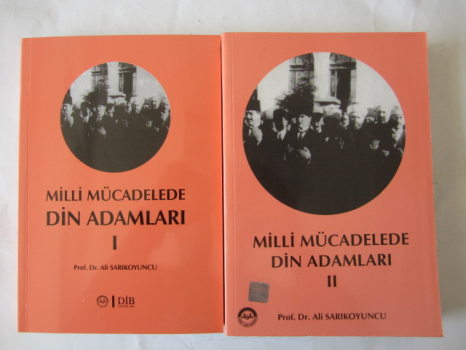 MİLLİ MÜCADELEDE
DİN ADAMLARI
I
Prof. Dr. Ali SARIKOYUNCU
DİB
MİLLİ MÜCADELEDE
DİN ADAMLARI
II
Prof. Dr. Ali SARIKOYUNCU